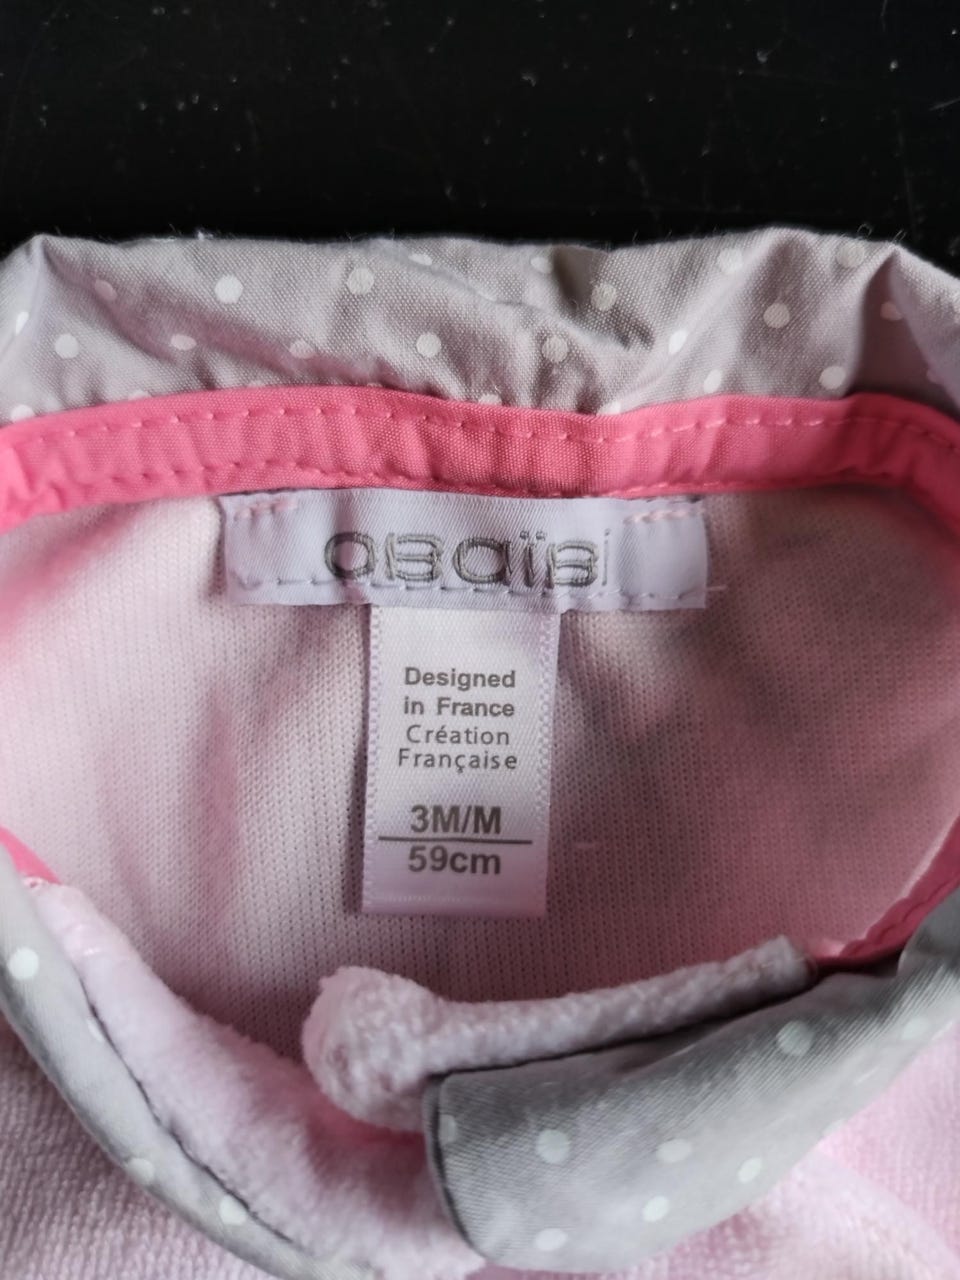 OBaïBi
Designed
in France
Création
Française
3M/M
59cm